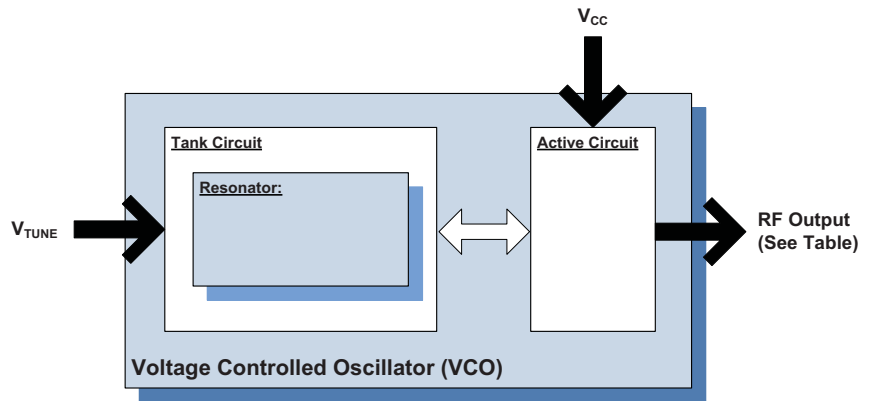 VCC
Tank Circuit
Active Circuit
Resonator:
VTUNE
RF Output
(See Table)
Voltage Controlled Oscillator (VCO)